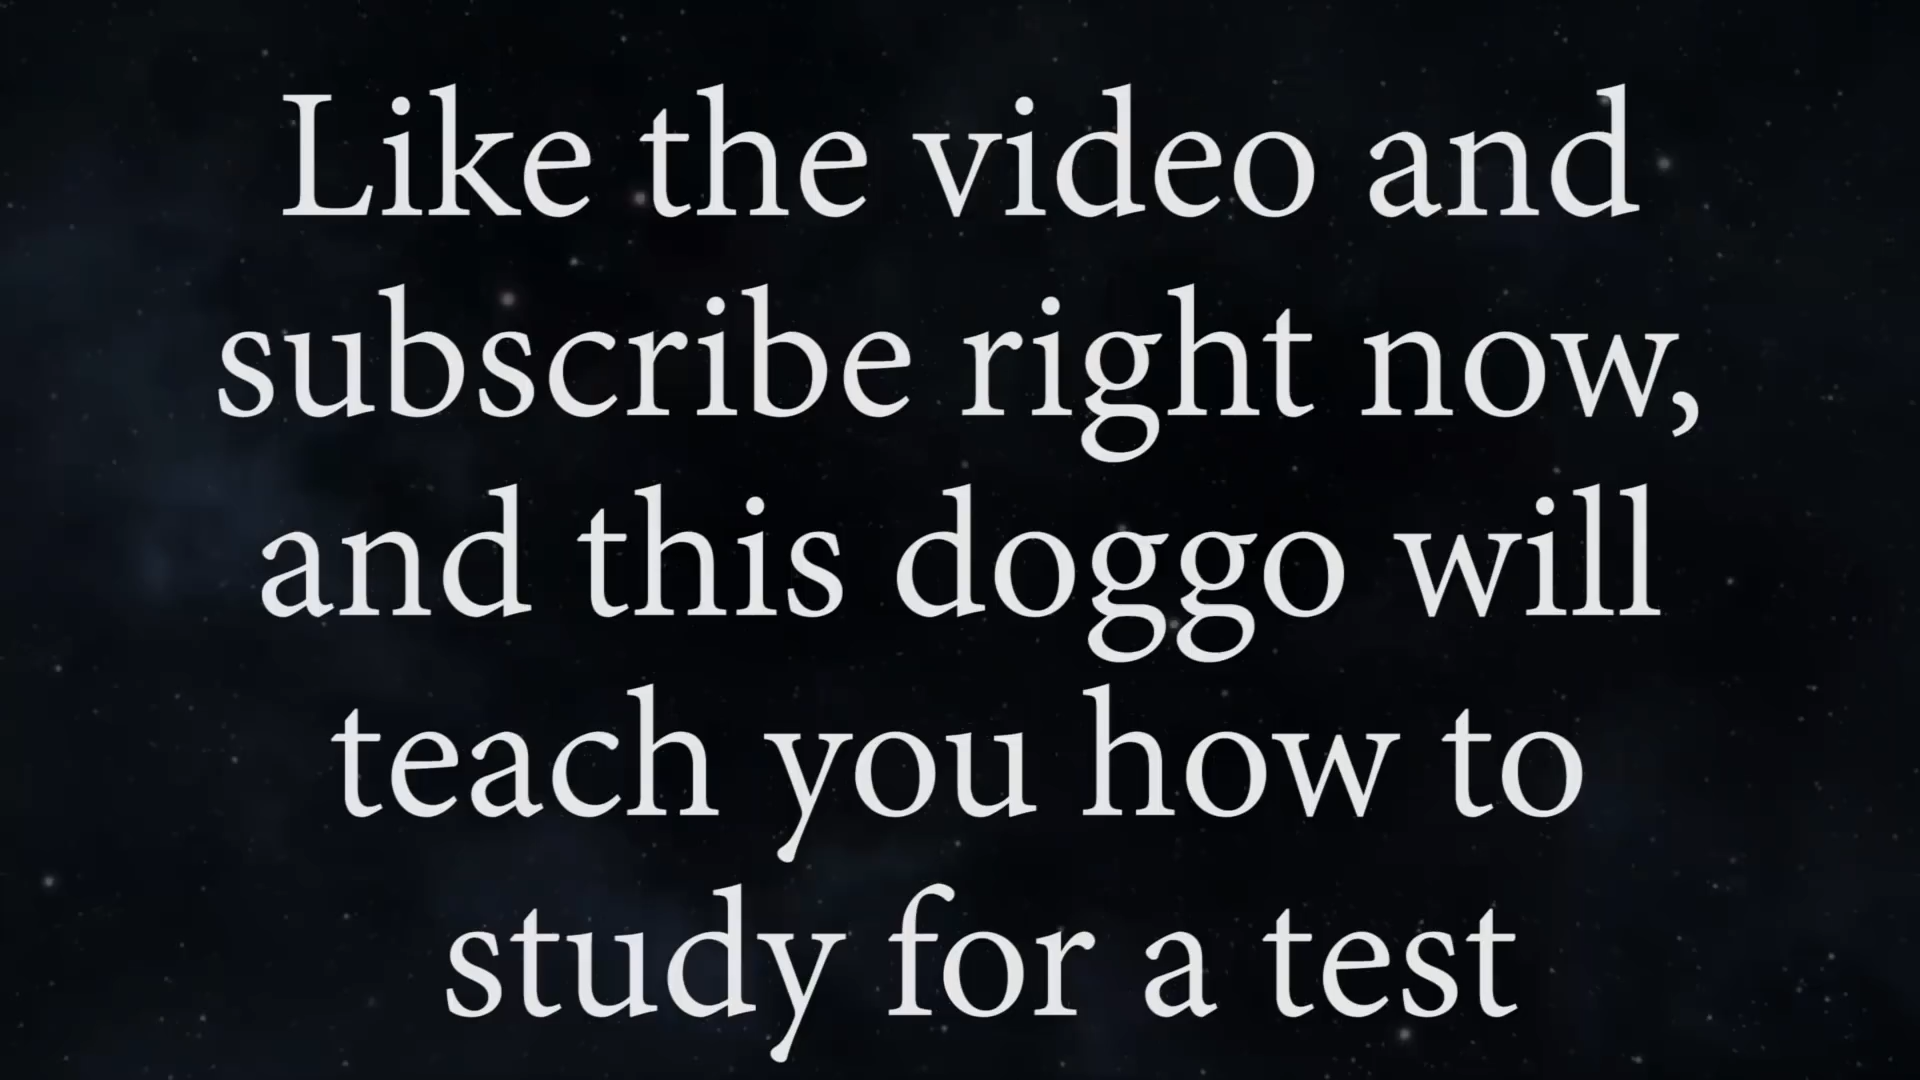 Like the video and
subscribe right now,
and this doggo will
teach you how to
study for a test